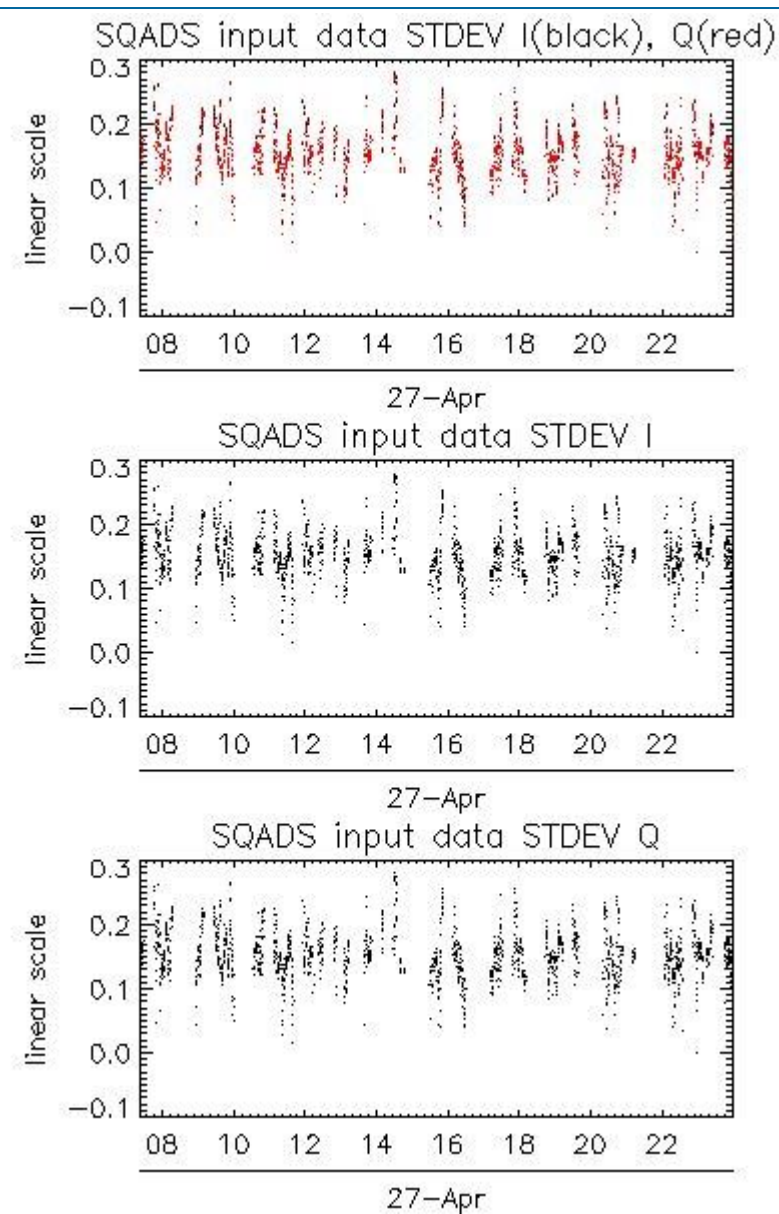 SQADS input data STDEV I(black), Q(red)
0.3
0.2
0.1
0.0
−0.1
linear scale
08 10 12 14 16 18 20 22
27−Apr
SQADS input data STDEV I
0.3
0.2
0.1
0.0
−0.1
linear scale
08 10 12 14 16 18 20 22
27−Apr
SQADS input data STDEV Q
0.3
0.2
0.1
0.0
−0.1
linear scale
08 10 12 14 16 18 20 22
27−Apr